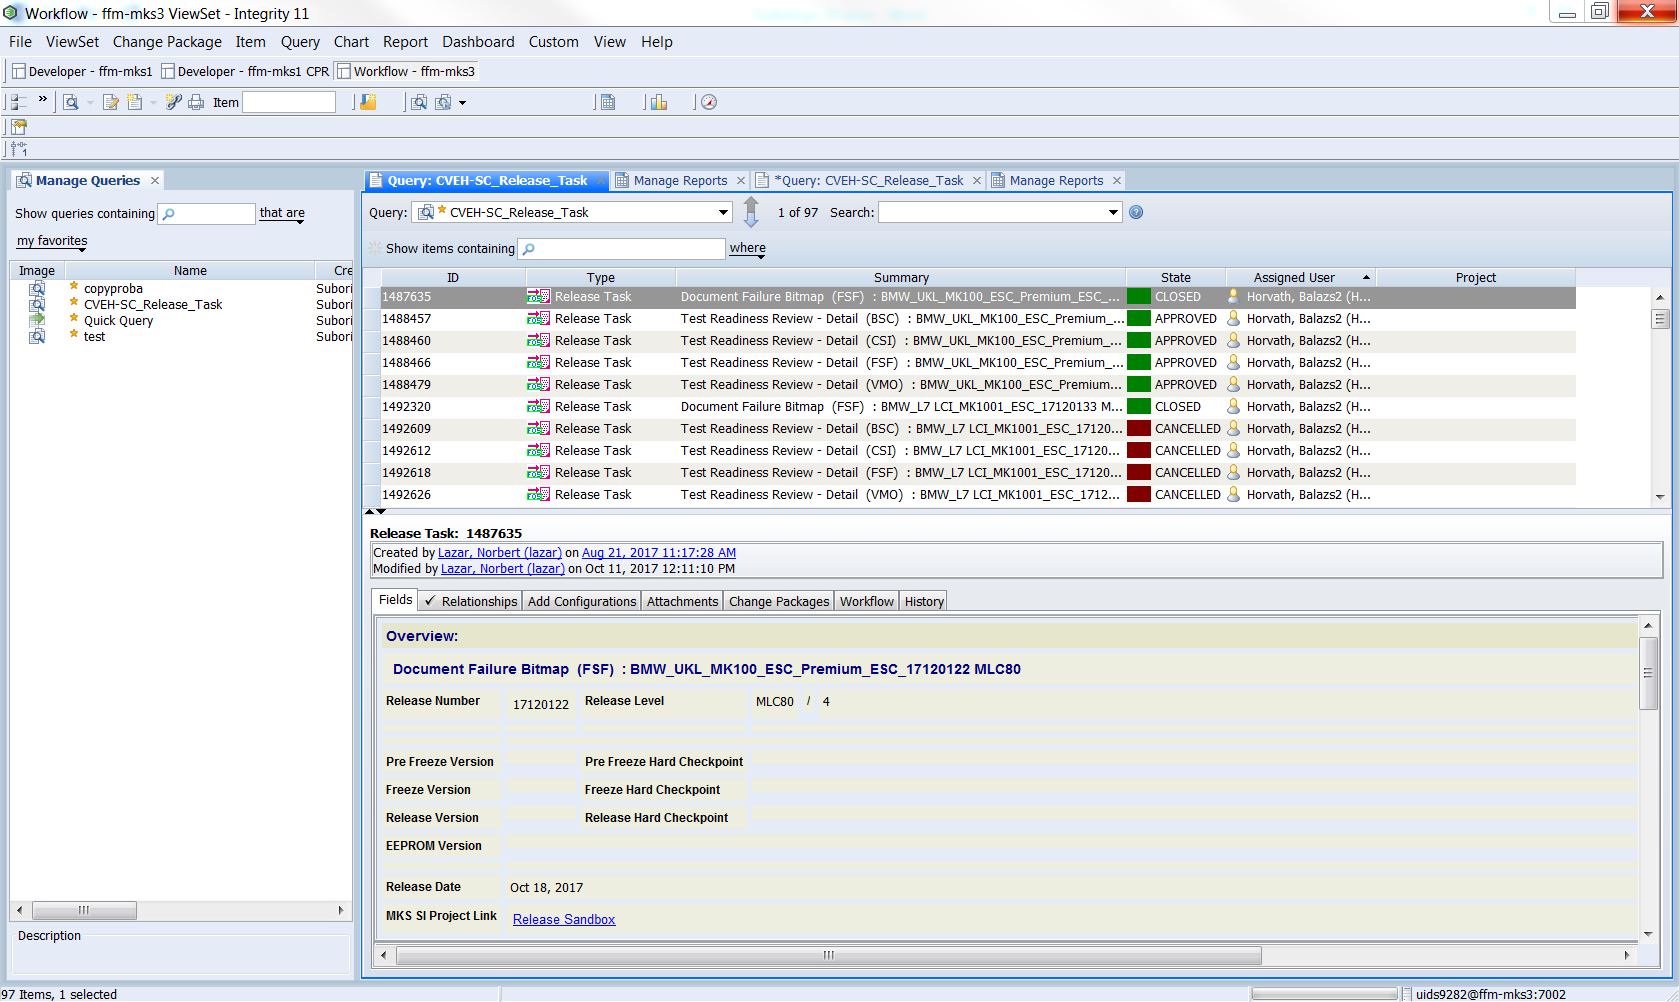 Workflow - ffm-mks3 ViewSet - Integrity 11
File ViewSet Change Package Item Query Chart Report Dashboard Custom View Help
Developer - ffm-mks1 Developer - ffm-mks1 CPR Workflow - ffm-mks3
Item
Manage Queries
Show queries containing that are
my favorites
Image Name Cre
copyproba Subori
CVEH-SC_Release_Task Subori
Quick Query Subori
test Subori
Description
Query: CVEH-SC_Release_Task Manage Reports *Query: CVEH-SC_Release_Task Manage Reports
Query: CVEH-SC_Release_Task 1 of 97 Search:
Show items containing where
ID Type Summary State Assigned User Project
1487635 Release Task Document Failure Bitmap (FSF) : BMW_UKL_MK100_ESC_Premium_ESC_... CLOSED Horvath, Balazs2 (H...
1488457 Release Task Test Readiness Review - Detail (BSC) : BMW_UKL_MK100_ESC_Premium_... APPROVED Horvath, Balazs2 (H...
1488460 Release Task Test Readiness Review - Detail (CSI) : BMW_UKL_MK100_ESC_Premium_... APPROVED Horvath, Balazs2 (H...
1488466 Release Task Test Readiness Review - Detail (FSF) : BMW_UKL_MK100_ESC_Premium_... APPROVED Horvath, Balazs2 (H...
1488479 Release Task Test Readiness Review - Detail (VMO) : BMW_UKL_MK100_ESC_Premium... APPROVED Horvath, Balazs2 (H...
1492320 Release Task Document Failure Bitmap (FSF) : BMW_L7 LCI_MK1001_ESC_17120133 M... CLOSED Horvath, Balazs2 (H...
1492609 Release Task Test Readiness Review - Detail (BSC) : BMW_L7 LCI_MK1001_ESC_17120... CANCELLED Horvath, Balazs2 (H...
1492612 Release Task Test Readiness Review - Detail (CSI) : BMW_L7 LCI_MK1001_ESC_17120... CANCELLED Horvath, Balazs2 (H...
1492618 Release Task Test Readiness Review - Detail (FSF) : BMW_L7 LCI_MK1001_ESC_17120... CANCELLED Horvath, Balazs2 (H...
1492626 Release Task Test Readiness Review - Detail (VMO) : BMW_L7 LCI_MK1001_ESC_1712... CANCELLED Horvath, Balazs2 (H...
Release Task: 1487635
Created by Lazar, Norbert (lazar) on Aug 21, 2017 11:17:28 AM
Modified by Lazar, Norbert (lazar) on Oct 11, 2017 12:11:10 PM
Fields Relationships Add Configurations Attachments Change Packages Workflow History
Overview:
Document Failure Bitmap (FSF) : BMW_UKL_MK100_ESC_Premium_ESC_17120122 MLC80
Release Number 17120122 Release Level MLC80 / 4
Pre Freeze Version Pre Freeze Hard Checkpoint
Freeze Version Freeze Hard Checkpoint
Release Version Release Hard Checkpoint
EEPROM Version
Release Date Oct 18, 2017
MKS SI Project Link Release Sandbox
97 Items, 1 selected uids9282@ffm-mks3:7002